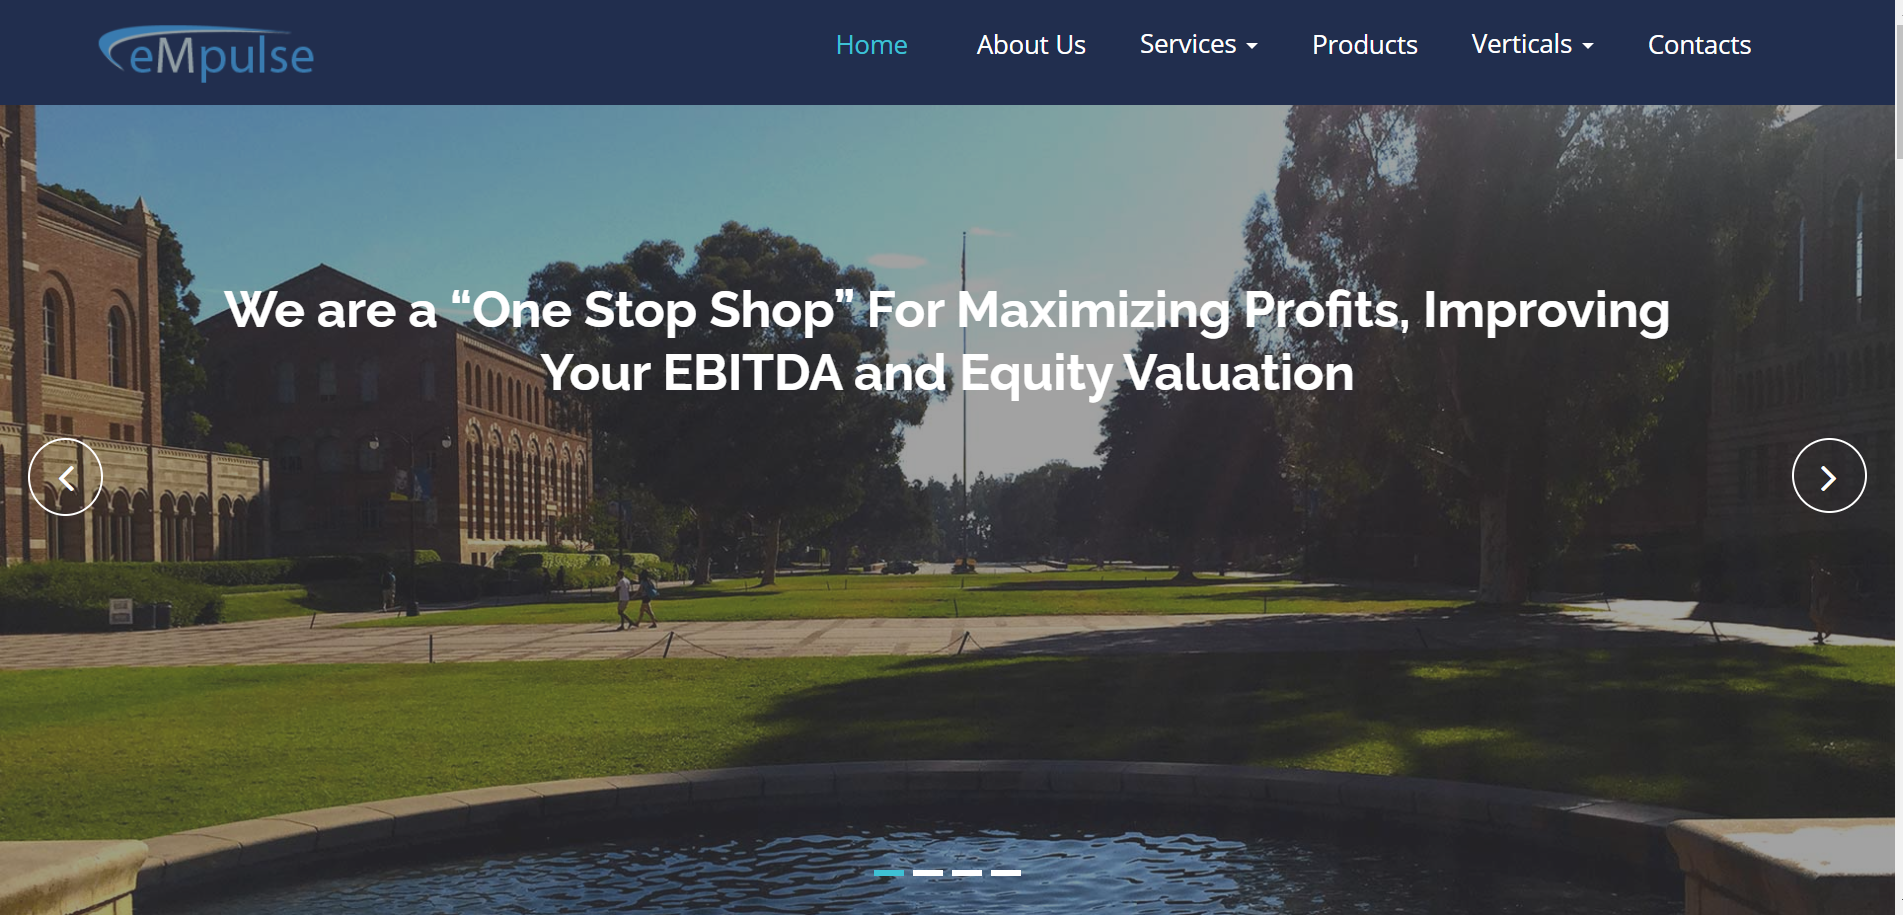 eMpulse
Home About Us Services Products Verticals Contacts
We are a “One Stop Shop” For Maximizing Profits, Improving
Your EBITDA and Equity Valuation